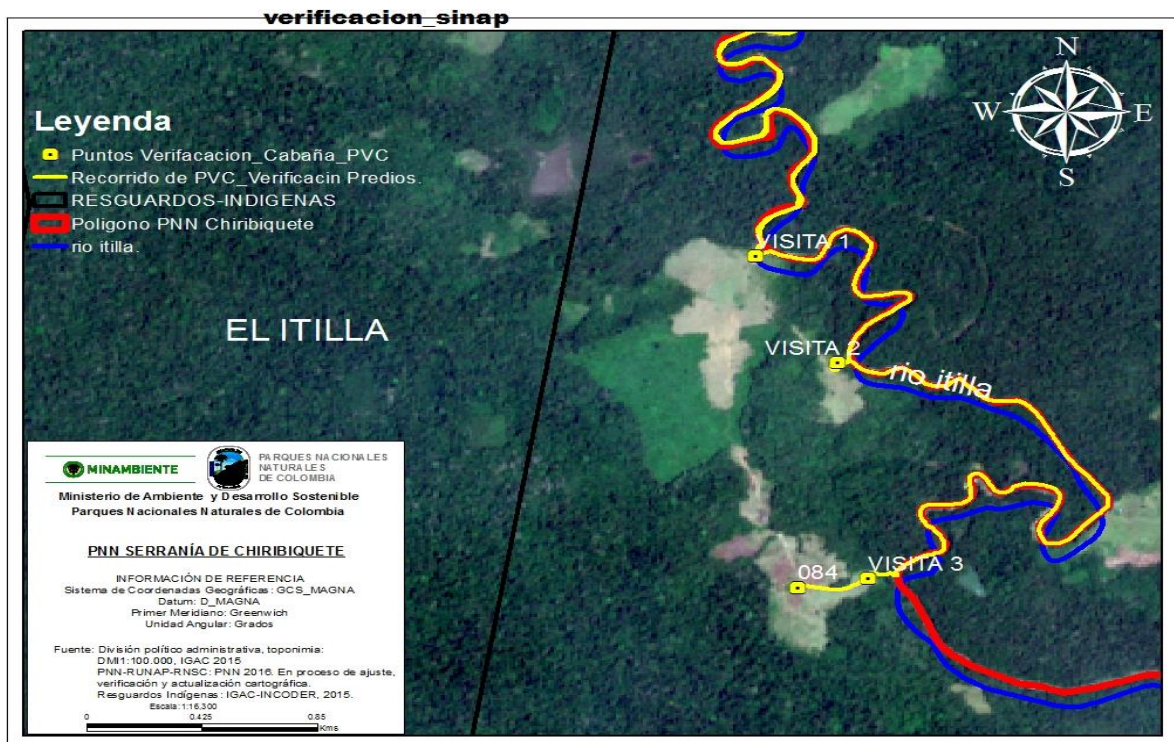 verificacion_sinap
N
W
E
S
Leyenda
Puntos Verifacacion_Cabaña_PVC
Recorrido de PVC_Verificacin Predios.
RESGUARDOS-INDIGENAS
Poligono PNN Chiribiquete
rio itilla.
VISITA 1
EL ITILLA
VISITA 2
rio itilla
VISITA 3
084
MINAMBIENTE
PARQUES NACIONALES
NATURALES
DE COLOMBIA
Ministerio de Ambiente y Desarrollo Sostenible
Parques Nacionales Naturales de Colombia
PNN SERRANÍA DE CHIRIBIQUETE
INFORMACIÓN DE REFERENCIA
Sistema de Coordenadas Geográficas: GCS_MAGNA
Datum: D_MAGNA
Primer Meridiano: Greenwich
Unidad Angular: Grados
Fuente: División político administrativa, toponimia:
DMI1:100.000, IGAC 2015
PNN-RUNAP-RNSC: PNN 2016. En proceso de ajuste,
verificación y actualización cartográfica.
Resguardos Indígenas: IGAC-INCODER, 2015.
Escala: 1:16,300
0 0.425 0.85
Kms